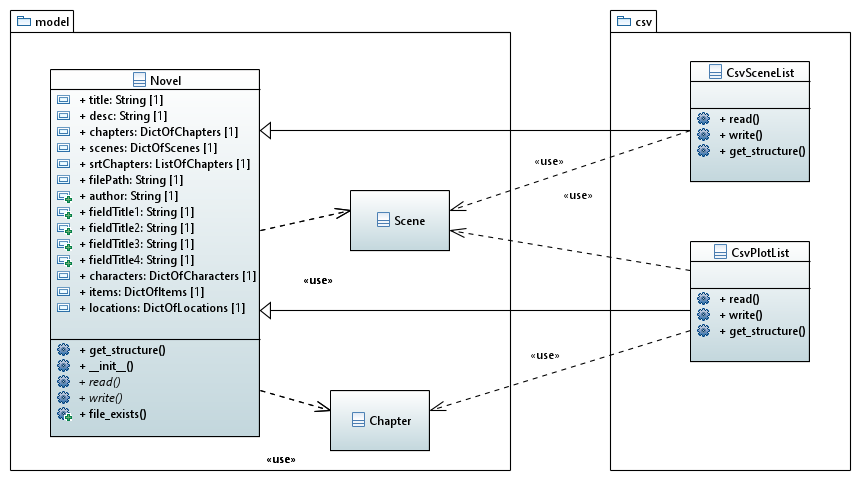 model
Novel
+ title: String [1]
+ desc: String [1]
+ chapters: DictOfChapters [1]
+ scenes: DictOfScenes [1]
+ srtChapters: ListOfChapters [1]
+ filePath: String [1]
+ author: String [1]
+ fieldTitle1: String [1]
+ fieldTitle2: String [1]
+ fieldTitle3: String [1]
+ fieldTitle4: String [1]
+ characters: DictOfCharacters [1]
+ items: DictOfItems [1]
+ locations: DictOfLocations [1]
+ get_structure()
+ __init__()
+ read()
+ write()
+ file_exists()
Scene
«use»
Chapter
«use»
«use»
«use»
«use»
csv
CsvSceneList
+ read()
+ write()
+ get_structure()
CsvPlotList
+ read()
+ write()
+ get_structure()